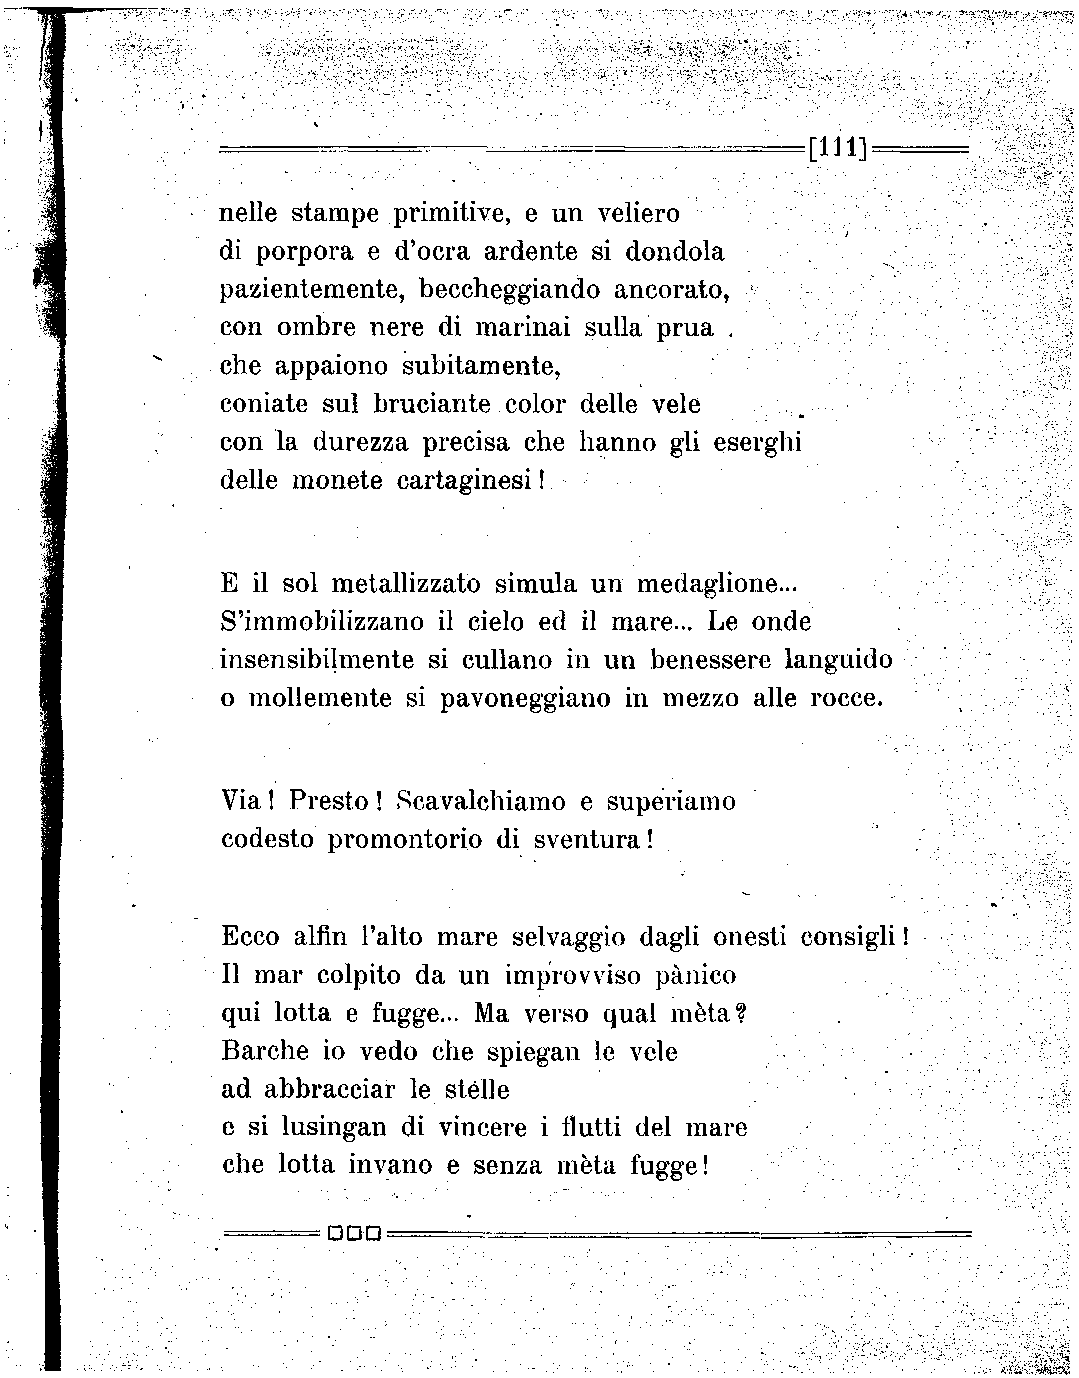 [111]
nelle stampe primitive, e un veliero
di porpora e d'ocra ardente si dondola
pazientemente, beccheggiando ancorato,
con ombre nere di marinai sulla prua
che appaiono subitamente,
coniate sul bruciante color delle vele
con la durezza precisa che hanno gli eserghi
delle monete cartaginesi!
E il sol metallizzato simula un medaglione...
S'immobilizzano il cielo ed il mare... Le onde
insensibilmente si cullano in un benessere languido
o mollemente si pavoneggiano in mezzo alle rocce.
Via! Presto! Scavalchiamo e superiamo
codesto promontorio di sventura!
Ecco alfin l'alto mare selvaggio dagli onesti consigli!
Il mar colpito da un improvviso pànico
qui lotta e fugge... Ma verso qual mèta?
Barche io vedo che spiegan le vele
ad abbracciar le stelle
e si lusingan di vincere i flutti del mare
che lotta invano e senza mèta fugge!